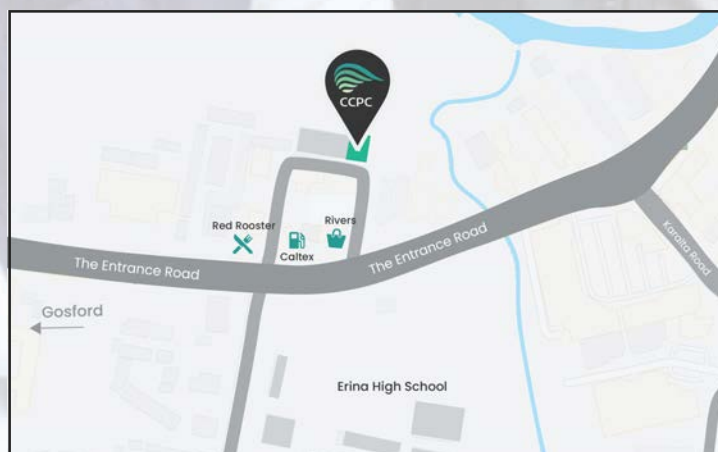 CCPC
Red Rooster
Rivers
Caltex
The Entrance Road
The Entrance Road
Karalta Road
Gosford
Erina High School